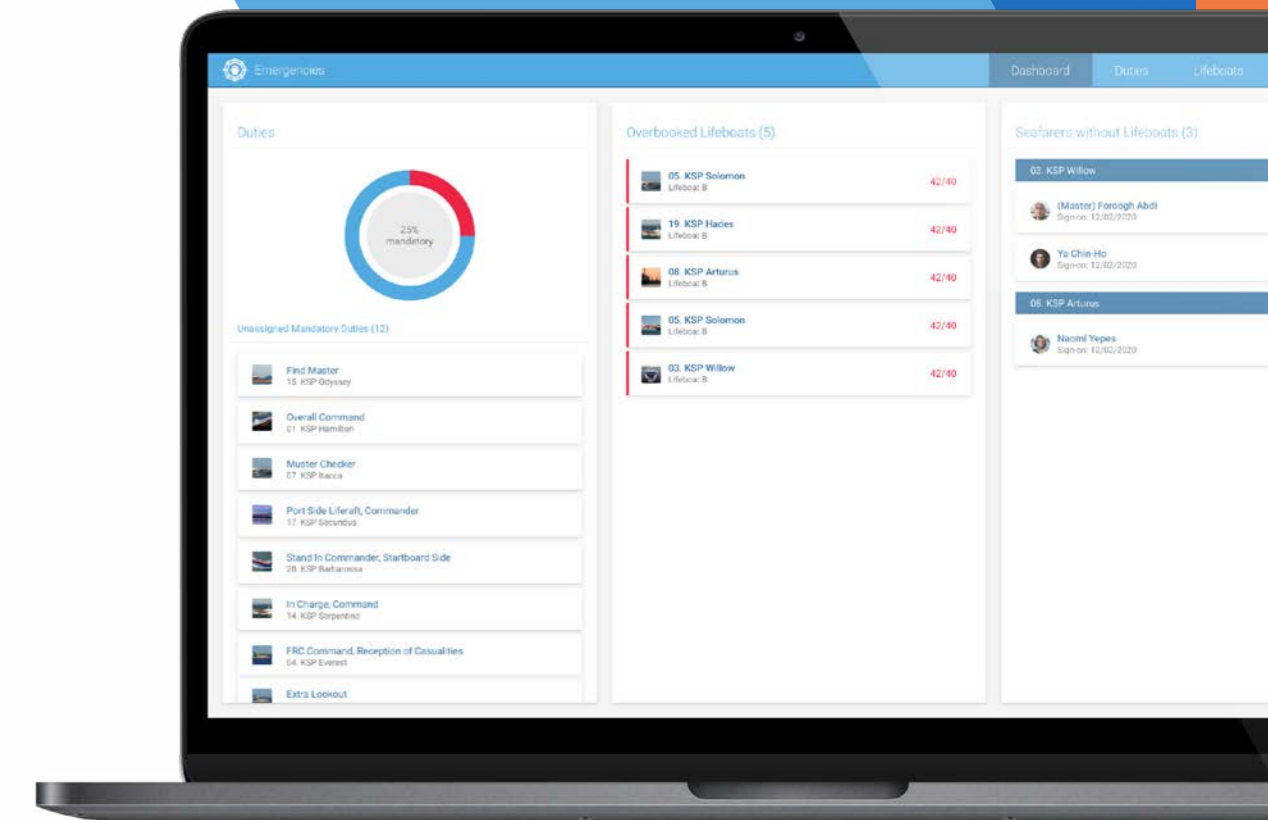 Emergencies
Dashboard
Duties
Lifeboats
Duties
25%
mandatory
Unassigned Mandatory Duties (12)
Find Master
15. KSP Odyssey
Overall Command
01. KSP Hamilton
Muster Checker
07. KSP Itacca
Port Side Liferaft, Commander
17. KSP Secundus
Stand In Commander, Startboard Side
20. KSP Barbarossa
In Charge, Command
14. KSP Serpentine
FRC Command, Reception of Casualities
04. KSP Everest
Extra Lookout
Overbooked Lifeboats (5)
05. KSP Solomon
Lifeboat B
42/40
19. KSP Hades
Lifeboat B
42/40
08. KSP Arturus
Lifeboat B
42/40
05. KSP Solomon
Lifeboat B
42/40
03. KSP Willow
Lifeboat B
42/40
Seafarers without Lifeboats (3)
03. KSP Willow
(Master) Foroogh Abdi
Sign-on: 12/02/2020
Ya Chin-Ho
Sign-on: 12/02/2020
08. KSP Arturus
Naomi Yepes
Sign-on: 12/02/2020